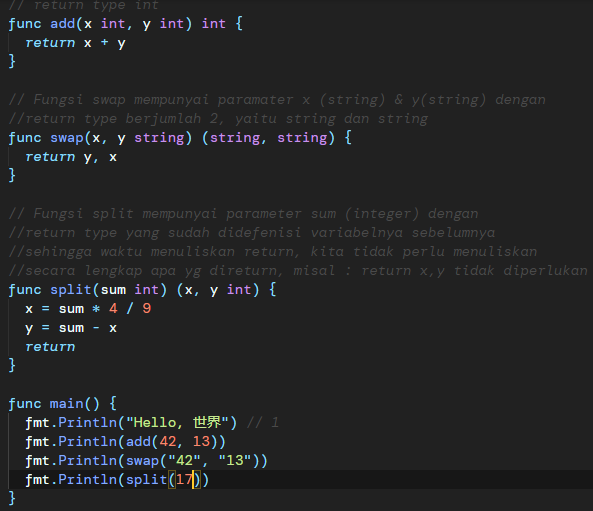 // return type int
func add(x int, y int) int {
  return x + y
}

// Fungsi swap mempunyai paramater x (string) & y(string) dengan
//return type berjumlah 2, yaitu string dan string
func swap(x, y string) (string, string) {
  return y, x
}

// Fungsi split mempunyai parameter sum (integer) dengan
//return type yang sudah didefenisi variabelnya sebelumnya
//sehingga waktu menuliskan return, kita tidak perlu menuliskan
//secara lengkap apa yg direturn, misal : return x,y tidak diperlukan
func split(sum int) (x, y int) {
  x = sum * 4 / 9
  y = sum - x
  return
}

func main() {
  fmt.Println("Hello, 世界") // 1
  fmt.Println(add(42, 13))
  fmt.Println(swap("42", "13"))
  fmt.Println(split(17))
}